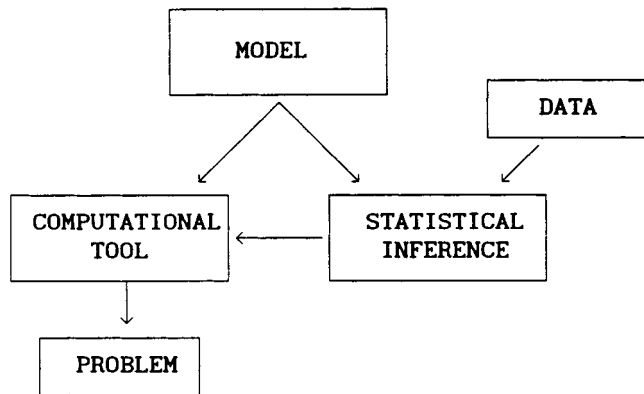 MODEL
DATA
COMPUTATIONAL
TOOL
STATISTICAL
INFERENCE
PROBLEM